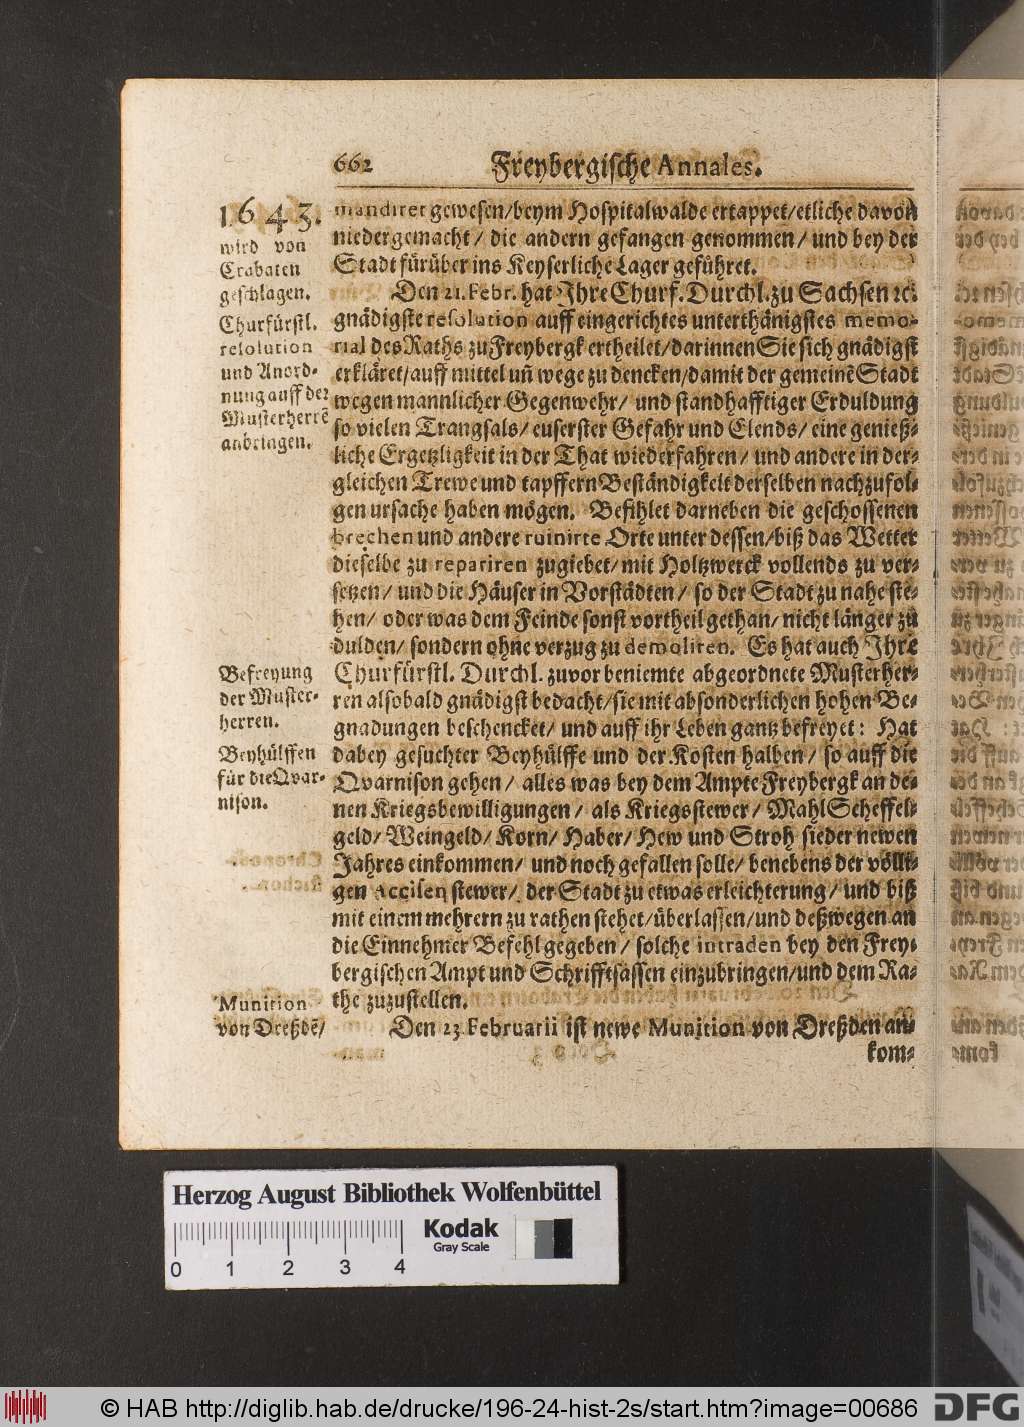 662 Freybergische Annales.
1643.
wird von
Crabaten
geschlagen.
Churfürstl.
resolution
und Anord-
nung auff der
Musterherrẽ
anbringen.
mandiret gewesen/beym Hospitalwalde ertappet/etliche davon
niedergemacht/ die andern gefangen genommen/ und bey der
Stadt fürüber ins Keyserliche Lager geführet.
Den 21. Febr. hat Ihre Churf. Durchl. zu Sachsen ꝛc.
gnädigste resolution auff eingerichtes unterthänigstes memo-
rial des Raths zu Freybergk ertheilet/darinnen Sie sich gnädigst
erkläret/auff mittel uñ wege zu dencken/damit der gemeinẽ Stadt
wegen mannlicher Gegenwehr/ und standhafftiger Erduldung
so vielen Trangsals/ euserster Gefahr und Elends/ eine genieß-
liche Ergetzligkeit in der That wiederfahren/ und andere in der-
gleichen Trewe und tapffern Beständigkeit derselben nachzufol-
gen ursache haben mögen. Befihlet darneben die geschossenen
brechen und andere ruinirte Orte unter dessen/biß das Wetter
dieselbe zu repariren zugiebet/mit Holtzwerck vollends zu ver-
setzen/ und die Häuser in Vorstädten/ so der Stadt zu nahe ste-
hen/ oder was dem Feinde sonst vortheil gethan/ nicht länger zu
dulden/ sondern ohne verzug zu demoliren. Es hat auch Ihre
Befreyung
der Muster-
herren.
Beyhülffen
für die Qvar-
nison.
Churfürstl. Durchl. zuvor beniemte abgeordnete Musterher-
ren alsobald gnädigst bedacht/sie mit absonderlichen hohen Be-
gnadungen beschencket/ und auff ihr Leben gantz befreyet: Hat
dabey gesuchter Beyhülffe und der Kosten halben/ so auff die
Qvarnison gehen/ alles was bey dem Ampte Freybergk an de-
nen Kriegsbewilligungen/ als Kriegsstewer/ MahlScheffel-
geld/ Weingeld/ Korn/ Haber/ Hew und Stroh sieder newen
Jahres einkommen/ und noch gefallen solle/ benebens der völli-
gen Accisen stewer/ der Stadt zu etwas erleichterung/ und biß
mit einem mehrern zu rathen stehet/überlassen/und deßwegen an
die Einnehmer Befehl gegeben/ solche intraden bey den Frey-
bergischen Ampt und Schrifftsassen einzubringen/und dem Ra-
the zuzustellen.
Munition
von Dreßdẽ/
Den 23 Februarii ist newe Munition von Dreßden an-
kom-
Herzog August Bibliothek Wolfenbüttel
Kodak
Gray Scale
0 1 2 3 4
© HAB http://diglib.hab.de/drucke/196-24-hist-2s/start.htm?image=00686
DFG